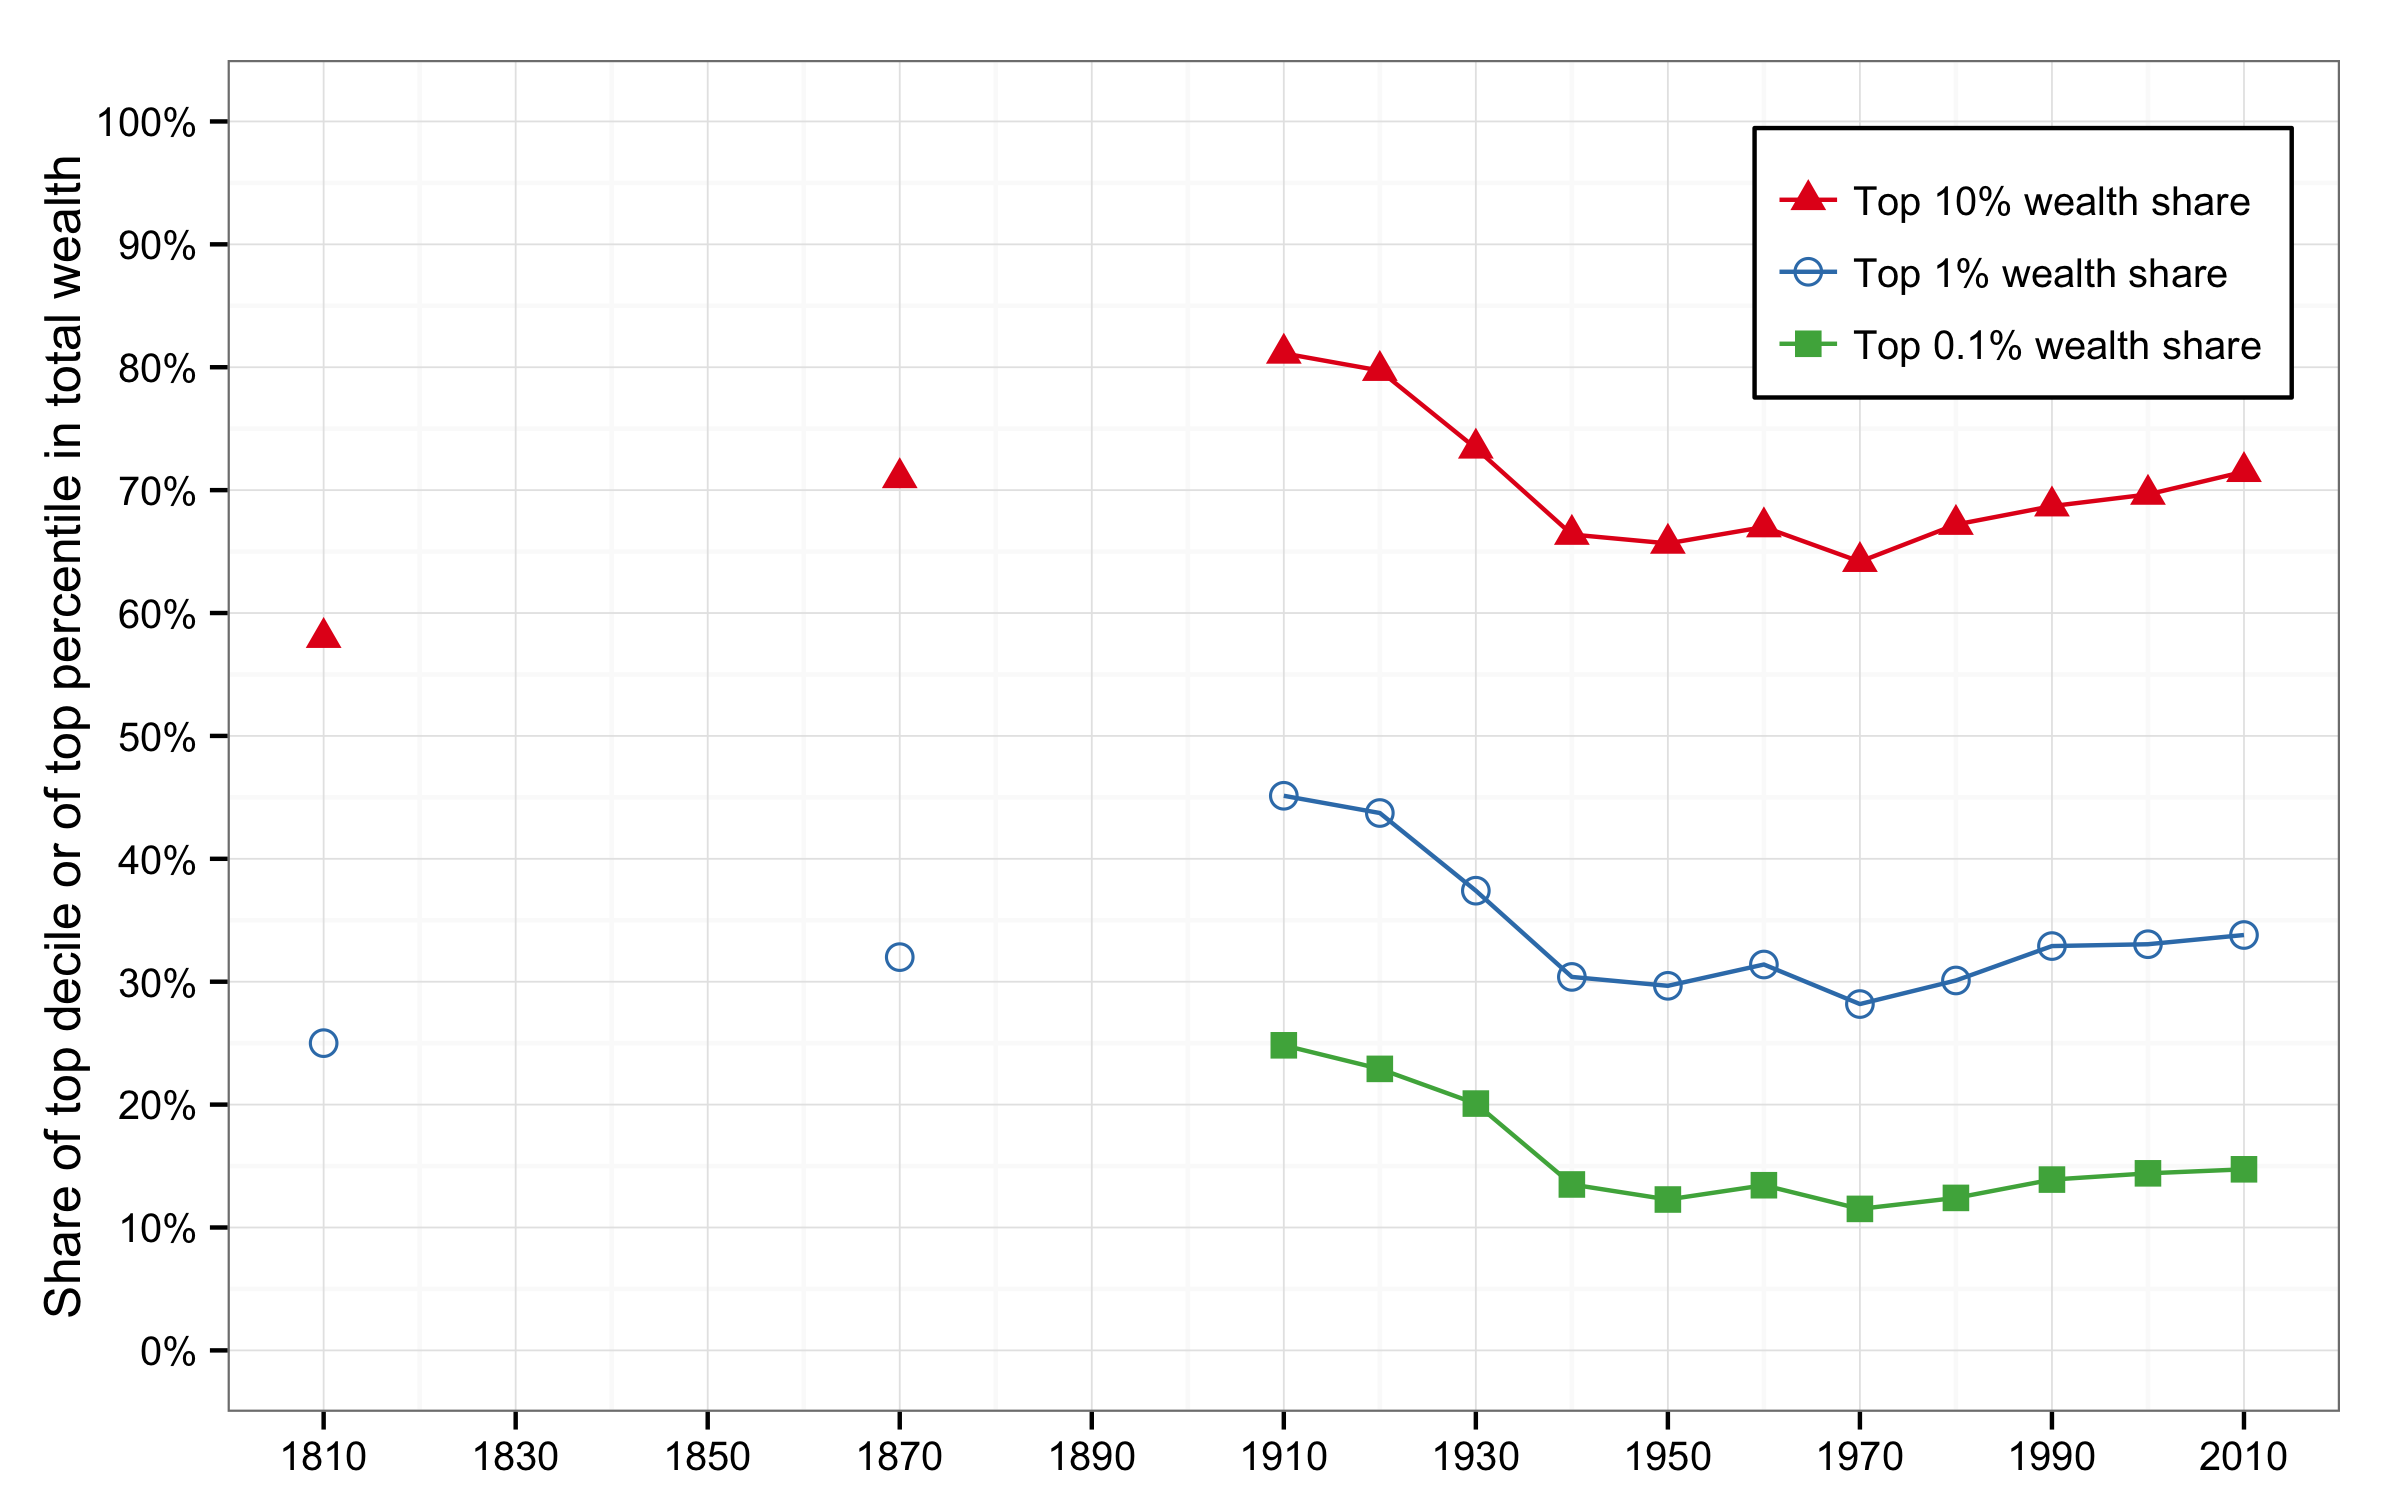 Share of top decile or of top percentile in total wealth
100%
90%
80%
70%
60%
50%
40%
30%
20%
10%
0%
Top 10% wealth share
Top 1% wealth share
Top 0.1% wealth share
1810 1830 1850 1870 1890 1910 1930 1950 1970 1990 2010